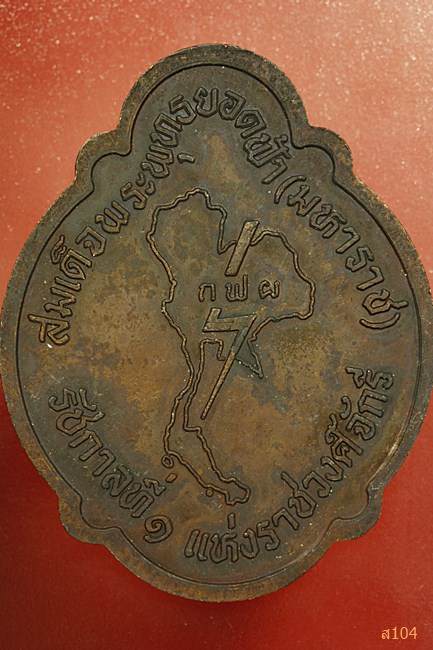 สมเด็จพระพุทธยอดฟ้า (มหาราช)
กฟผ
รัชกาลที่ ๑ แห่งราชวงศ์จักรี
ส104